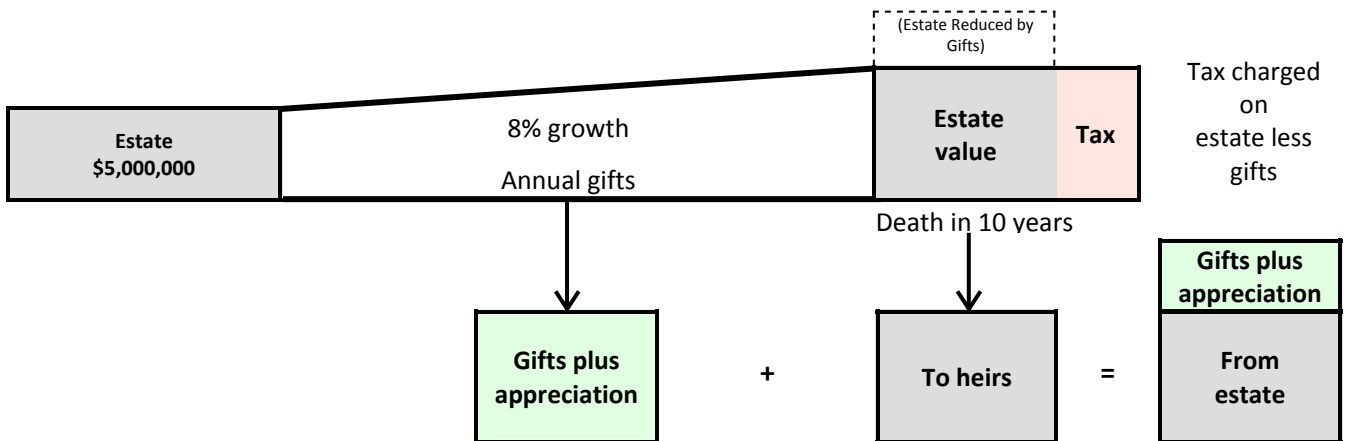 (Estate Reduced by
Gifts)
Estate
$5,000,000
8% growth
Annual gifts
Estate
value
Tax
Tax charged
on
estate less
gifts
Death in 10 years
Gifts plus
appreciation
+
To heirs
=
Gifts plus
appreciation
From
estate